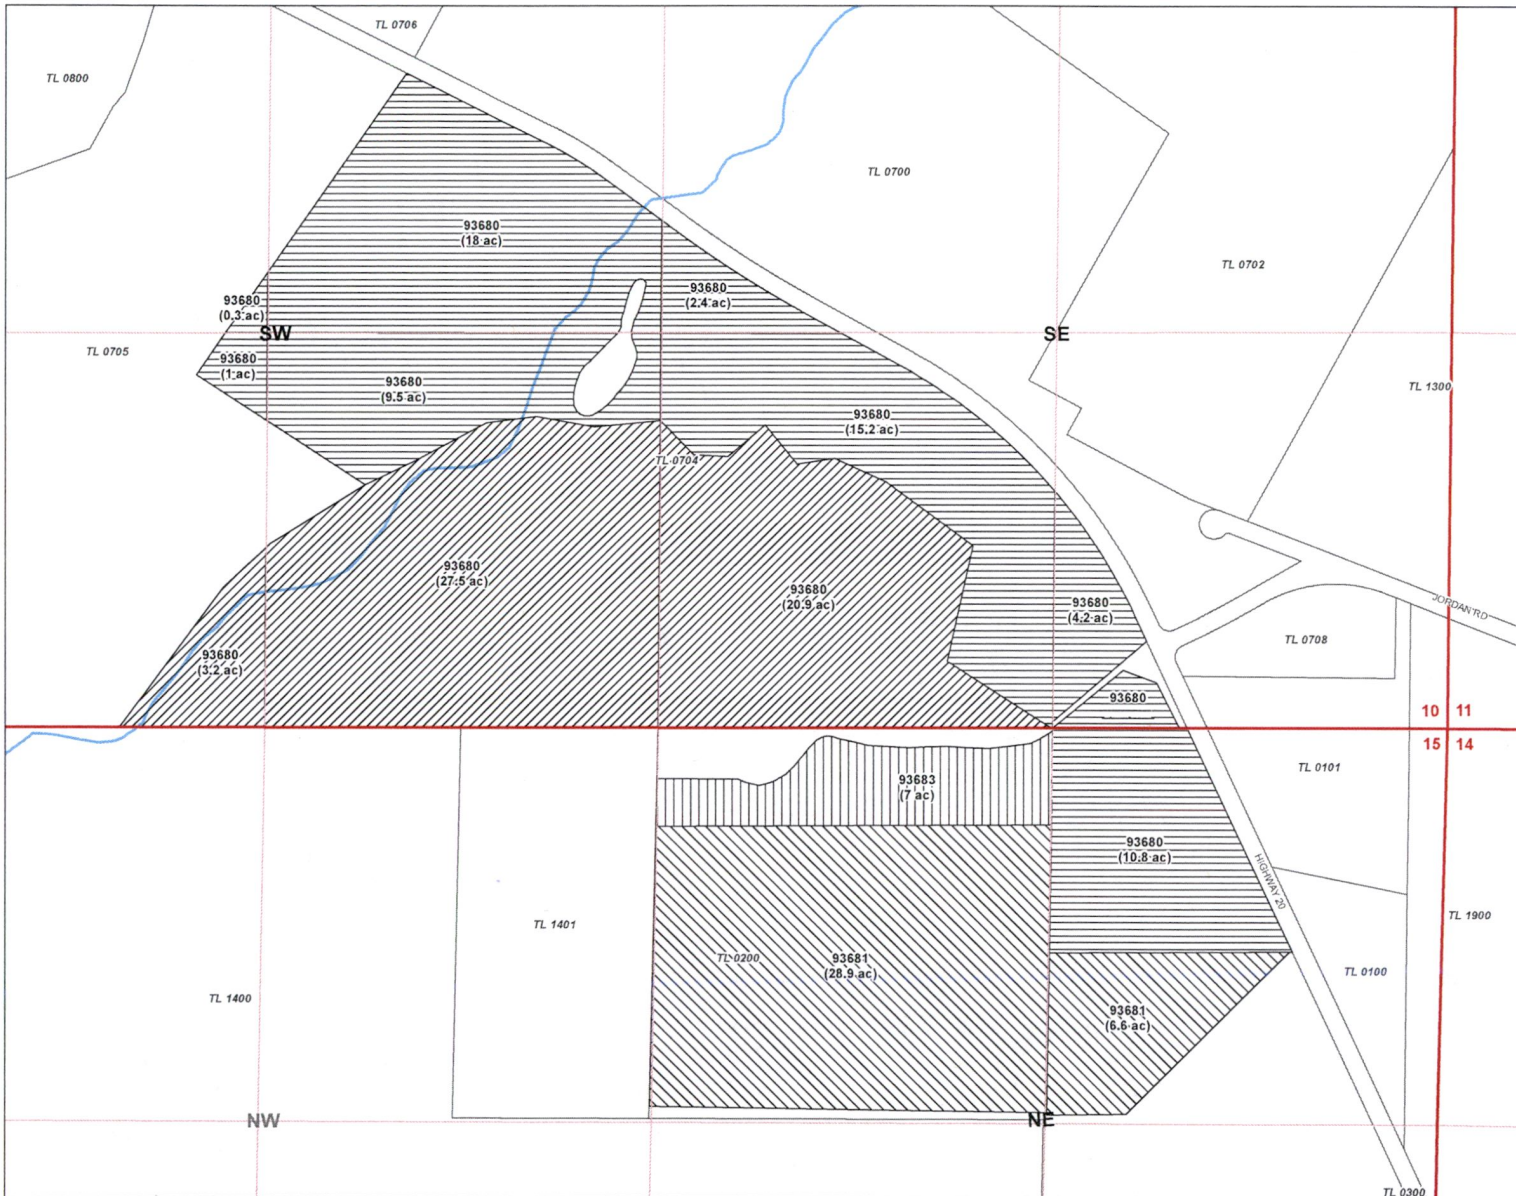 TL 0706
TL 0800
TL 0700
93680
(18 ac)
TL 0702
93680
(2.4 ac)
93680
(0.3 ac)
SW
SE
TL 0705
93680
(1 ac)
93680
(9.5 ac)
TL 1300
93680
(15.2 ac)
TL 0704
93680
(27.5 ac)
93680
(20.9 ac)
93680
(4.2 ac)
JORDAN RD
TL 0708
93680
(3.2 ac)
93680
10 11
15 14
TL 0101
93683
(7 ac)
93680
(10.8 ac)
HIGHWAY 20
TL 1900
TL 1401
TL 0200
93681
(28.9 ac)
TL 0100
TL 1400
93681
(6.6 ac)
NW
NE
TL 0300